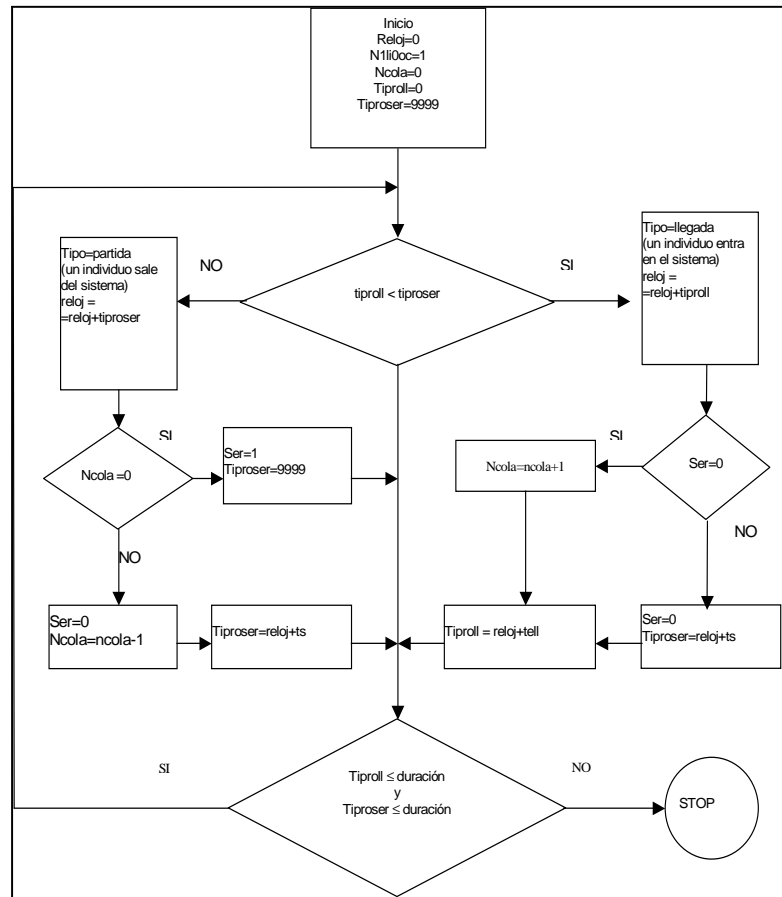 Inicio
Reloj=0
N1li0oc=1
Ncola=0
Tiproll=0
Tiproser=9999
Tipo=partida
(un individuo sale
del sistema)
reloj =
=reloj+tiproser
NO
tiproll < tiproser
SI
Tipo=llegada
(un individuo entra
en el sistema)
reloj =
=reloj+tiproll
Ncola =0
SI
Ser=1
Tiproser=9999
Ncola=ncola+1
SI
Ser=0
NO
NO
Ser=0
Ncola=ncola-1
Tiproser=reloj+ts
Tiproll = reloj+tell
Ser=0
Tiproser=reloj+ts
SI
Tiproll ≤ duración
y
Tiproser ≤ duración
NO
STOP